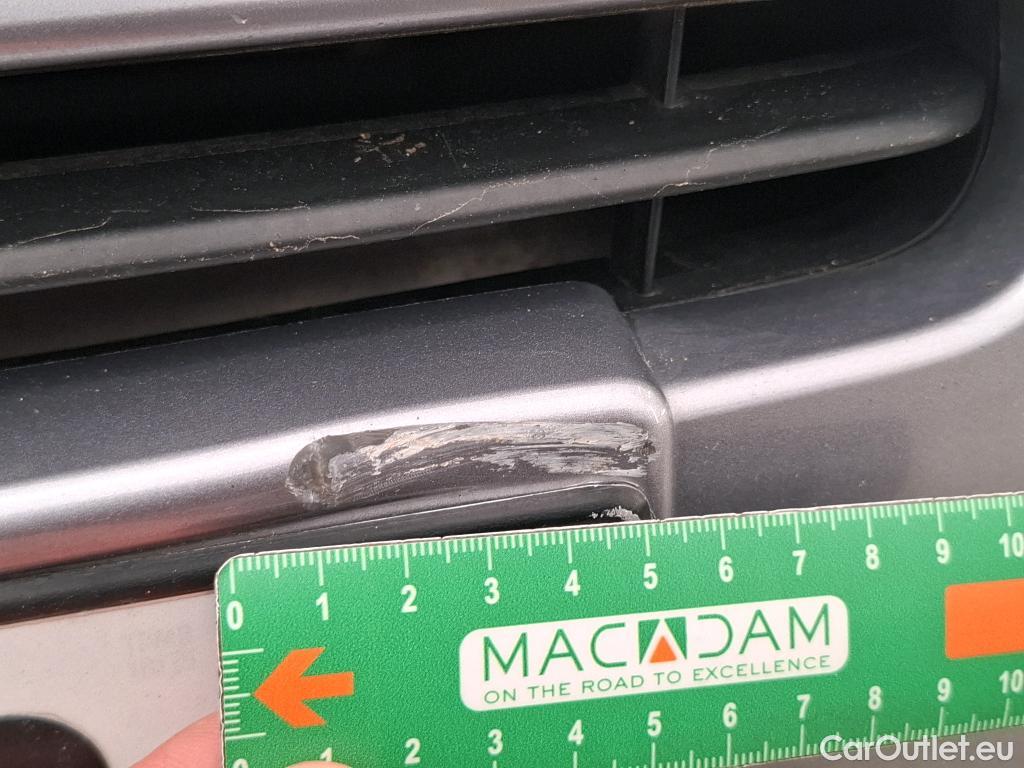 0 1 2 3 4 5 6 7 8 9 10
MACADAM
ON THE ROAD TO EXCELLENCE
0 1 2 3 4 5 6 7 8 9 10
CarOutlet.eu